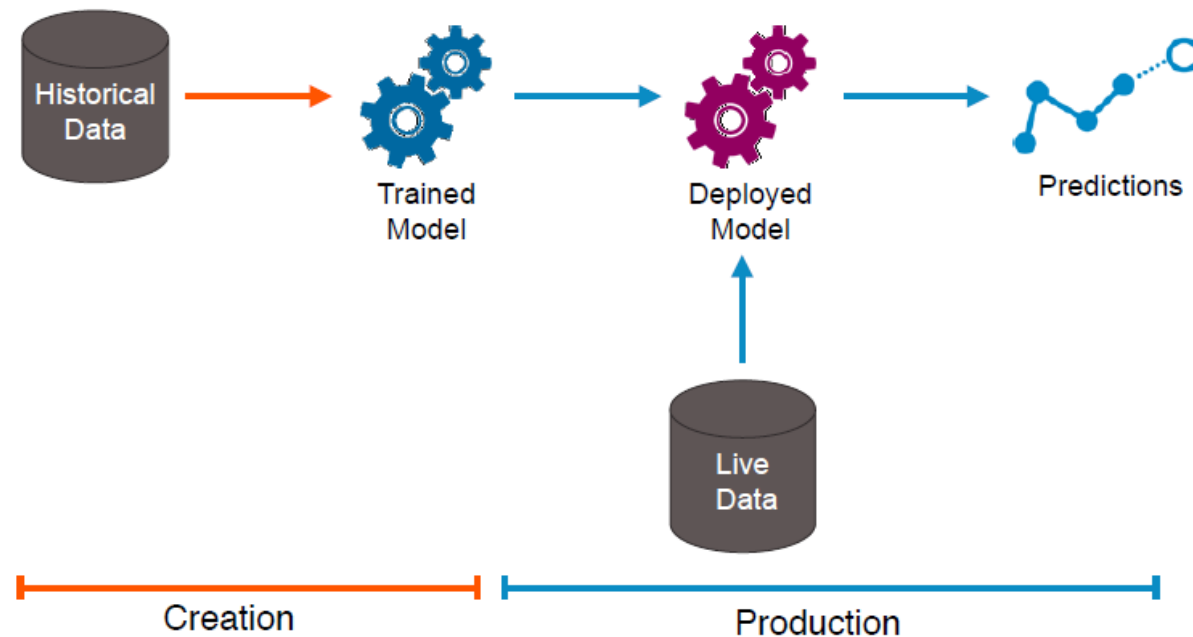 Historical
Data
Trained
Model
Deployed
Model
Predictions
Live
Data
Creation
Production